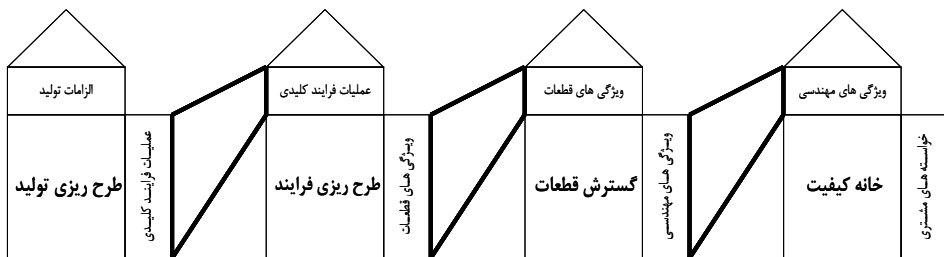 خواسته های مشتری
ویژگی های مهندسی
خانه کیفیت
ویژگی های مهندسی
ویژگی های قطعات
گسترش قطعات
ویژگی های قطعات
عملیات فرایند کلیدی
طرح ریزی فرایند
عملیات فرایند کلیدی
الزامات تولید
طرح ریزی تولید